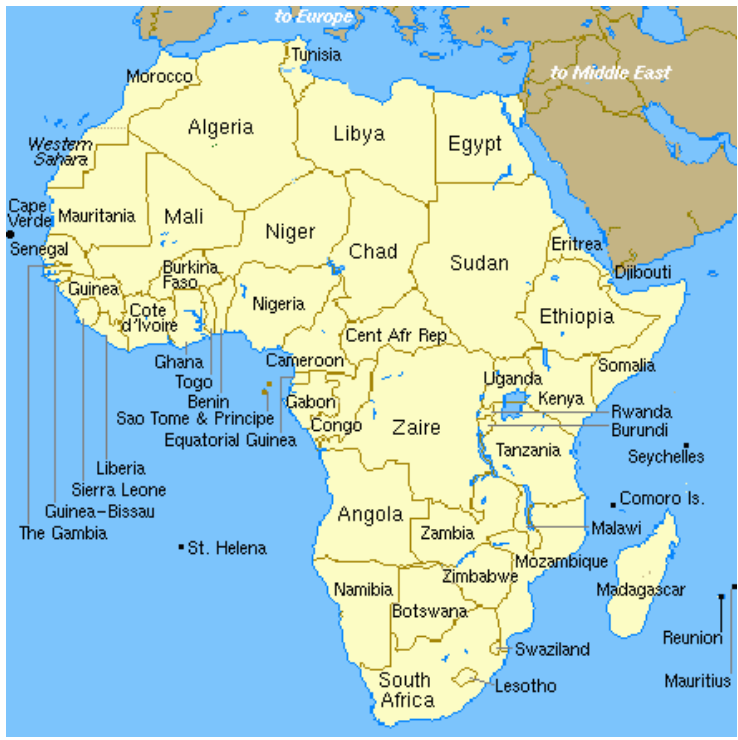 to Europe
Tunisia
Morocco
to Middle East
Algeria
Libya
Egypt
Western
Sahara
Cape
Verde
Mauritania
Mali
Niger
Chad
Sudan
Eritrea
Senegal
Djibouti
Guinea
Burkina
Faso
Nigeria
Ethiopia
Cote
d'Ivoire
Cent Afr Rep
Ghana
Cameroon
Somalia
Togo
Uganda
Benin
Gabon
Kenya
Sao Tome & Principe
Rwanda
Equatorial Guinea
Congo
Zaire
Burundi
Tanzania
Seychelles
Liberia
Sierra Leone
Comoro Is.
Guinea-Bissau
Angola
The Gambia
Zambia
Malawi
St. Helena
Mozambique
Zimbabwe
Namibia
Madagascar
Botswana
Reunion
Swaziland
South
Africa
Lesotho
Mauritius